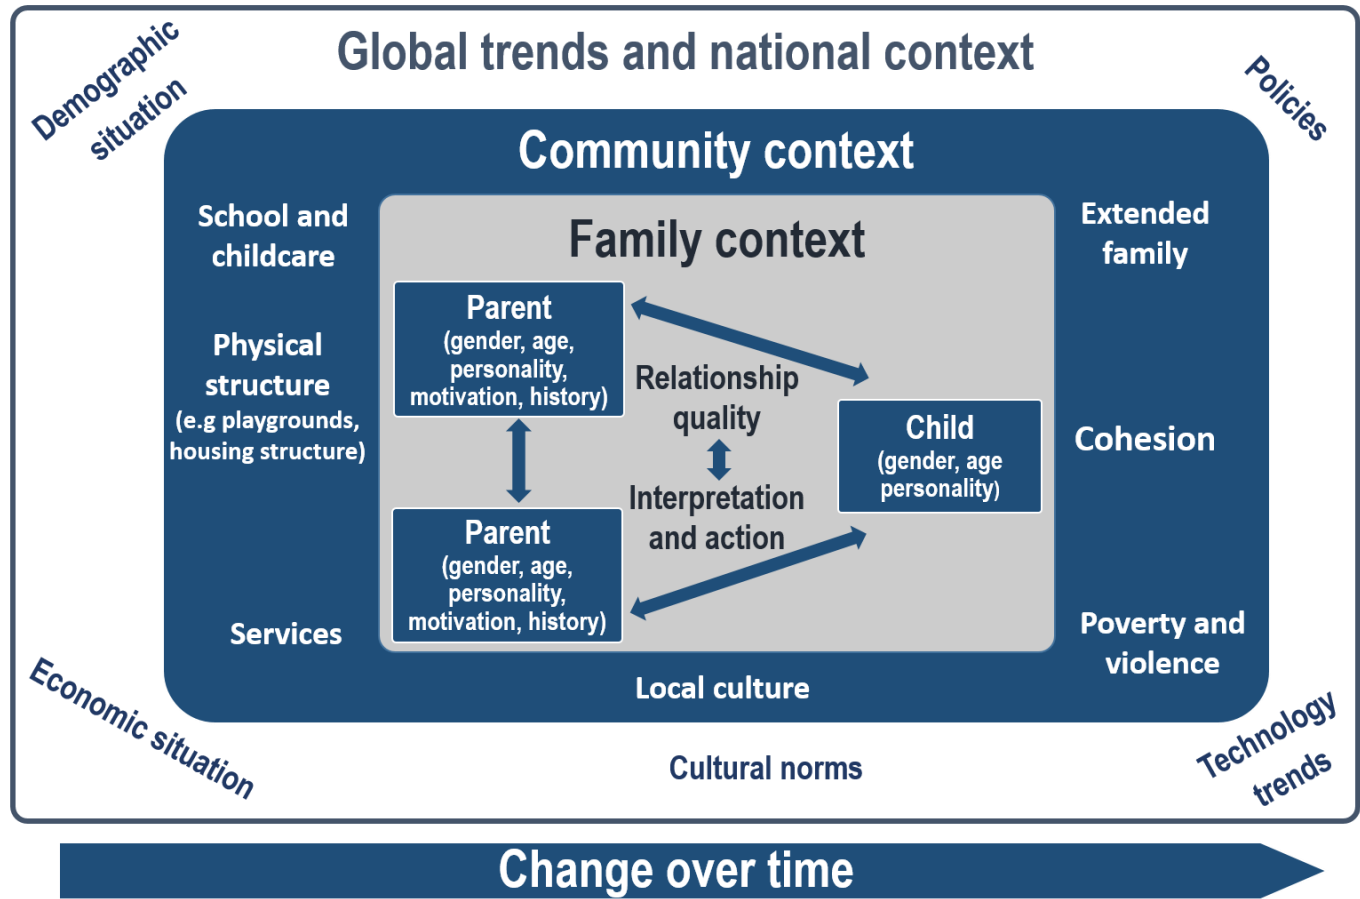 Global trends and national context
Demographic
situation
Policies
Community context
School and
childcare
Physical
structure
(e.g playgrounds,
housing structure)
Services
Family context
Parent
(gender, age,
personality,
motivation, history)
Relationship
quality
Interpretation
and action
Child
(gender, age
personality)
Parent
(gender, age,
personality,
motivation, history)
Extended
family
Cohesion
Poverty and
violence
Local culture
Economic situation
Cultural norms
Technology
trends
Change over time